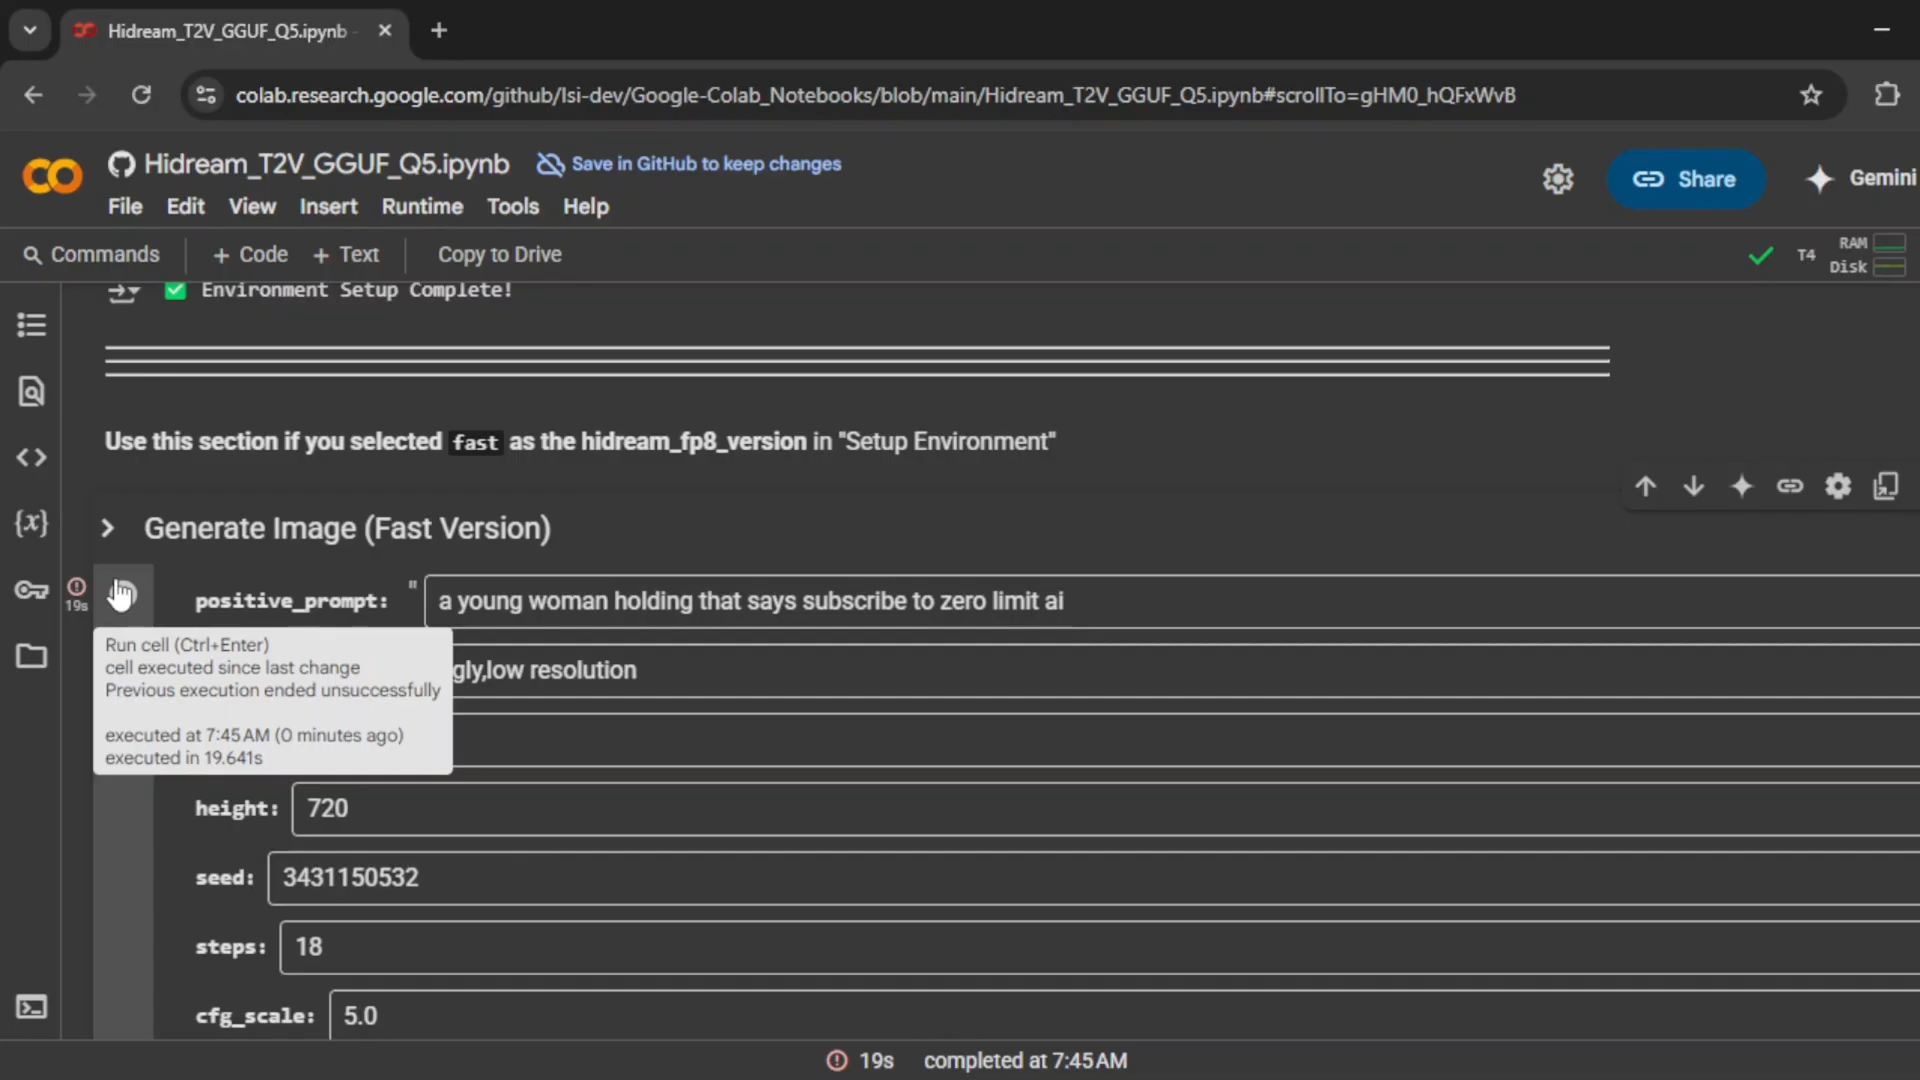 Hidream_T2V_GGUF_Q5.ipynb
colab.research.google.com/github/Isi-dev/Google-Colab_Notebooks/blob/main/Hidream_T2V_GGUF_Q5.ipynb#scrollTo=gHM0_hQFxWvB
Hidream_T2V_GGUF_Q5.ipynb
Save in GitHub to keep changes
File Edit View Insert Runtime Tools Help
Share
Gemini
Commands + Code + Text Copy to Drive
T4
RAM
Disk
Environment Setup Complete!
Use this section if you selected fast as the hidream_fp8_version in "Setup Environment"
Generate Image (Fast Version)
19s
positive_prompt: " a young woman holding that says subscribe to zero limit ai
Run cell (Ctrl+Enter)
cell executed since last change
Previous execution ended unsuccessfully
executed at 7:45 AM (0 minutes ago)
executed in 19.641s
gly,low resolution
height: 720
seed: 3431150532
steps: 18
cfg_scale: 5.0
19s completed at 7:45 AM